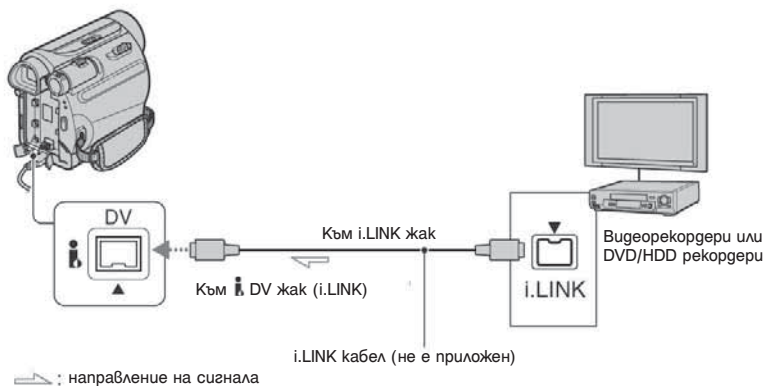 DV
Към i.LINK жак
Към i DV жак (i.LINK)
i.LINK
Видеорекордери или
DVD/HDD рекордери
i.LINK кабел (не е приложен)
: направление на сигнала